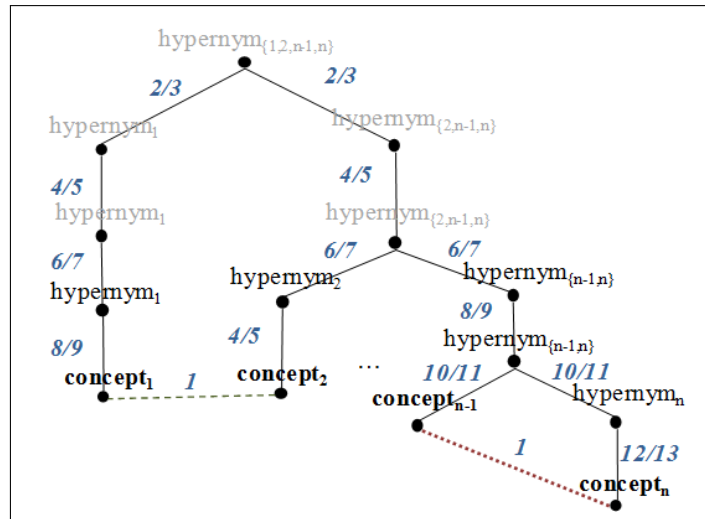 hypernym{1,2,n-1,n}
2/3 2/3
hypernym1 hypernym{2,n-1,n}
4/5 4/5
hypernym1 hypernym{2,n-1,n}
6/7 6/7 6/7
hypernym1 hypernym2 hypernym{n-1,n}
8/9 4/5 8/9
hypernym{n-1,n}
concept1 1 concept2 ... 10/11 10/11
conceptn-1 hypernymn
1 12/13
conceptn